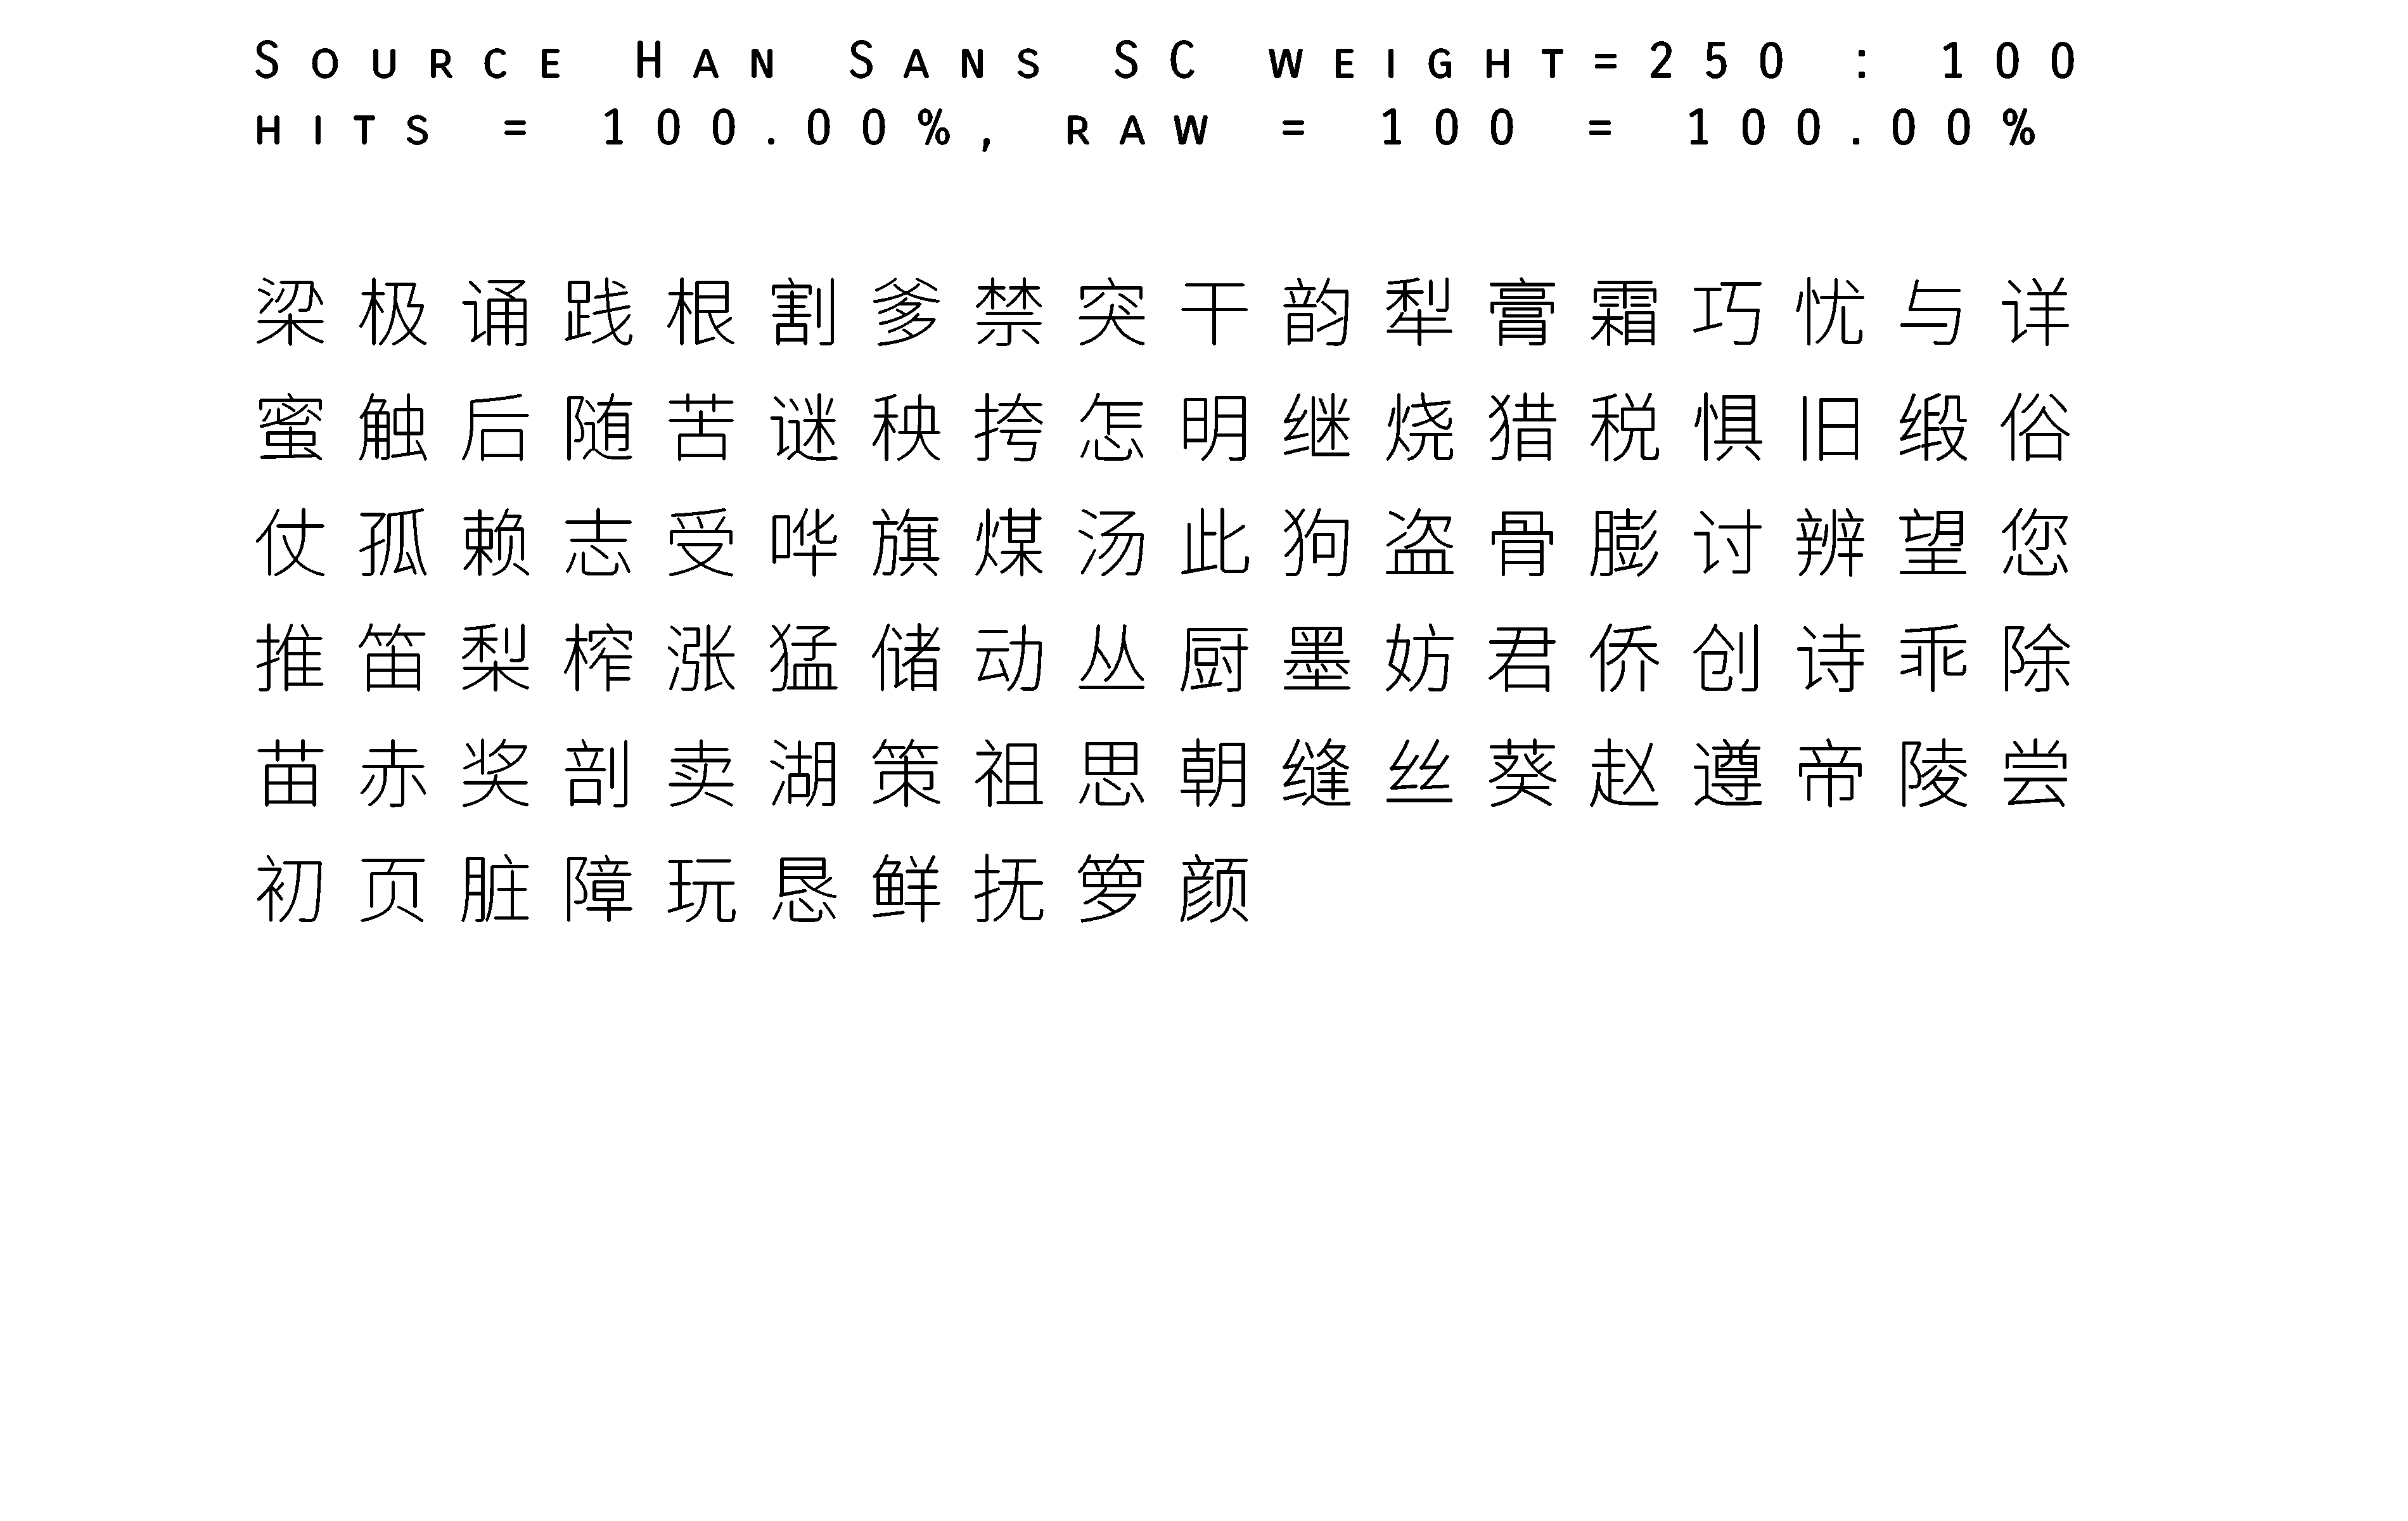 Source Han Sans SC weight=250 : 100
hits = 100.00%, raw = 100 = 100.00%
梁极诵践根割爹禁突干韵犁膏霜巧忧与详
蜜触后随苦谜秧挎怎明继烧猎税惧旧缎俗
仗孤赖志受哗旗煤汤此狗盗骨膨讨辨望您
推笛梨榨涨猛储动丛厨墨妨君侨创诗乖除
苗赤奖剖卖湖策祖思朝缝丝葵赵遵帝陵尝
初页脏障玩恳鲜抚箩颜